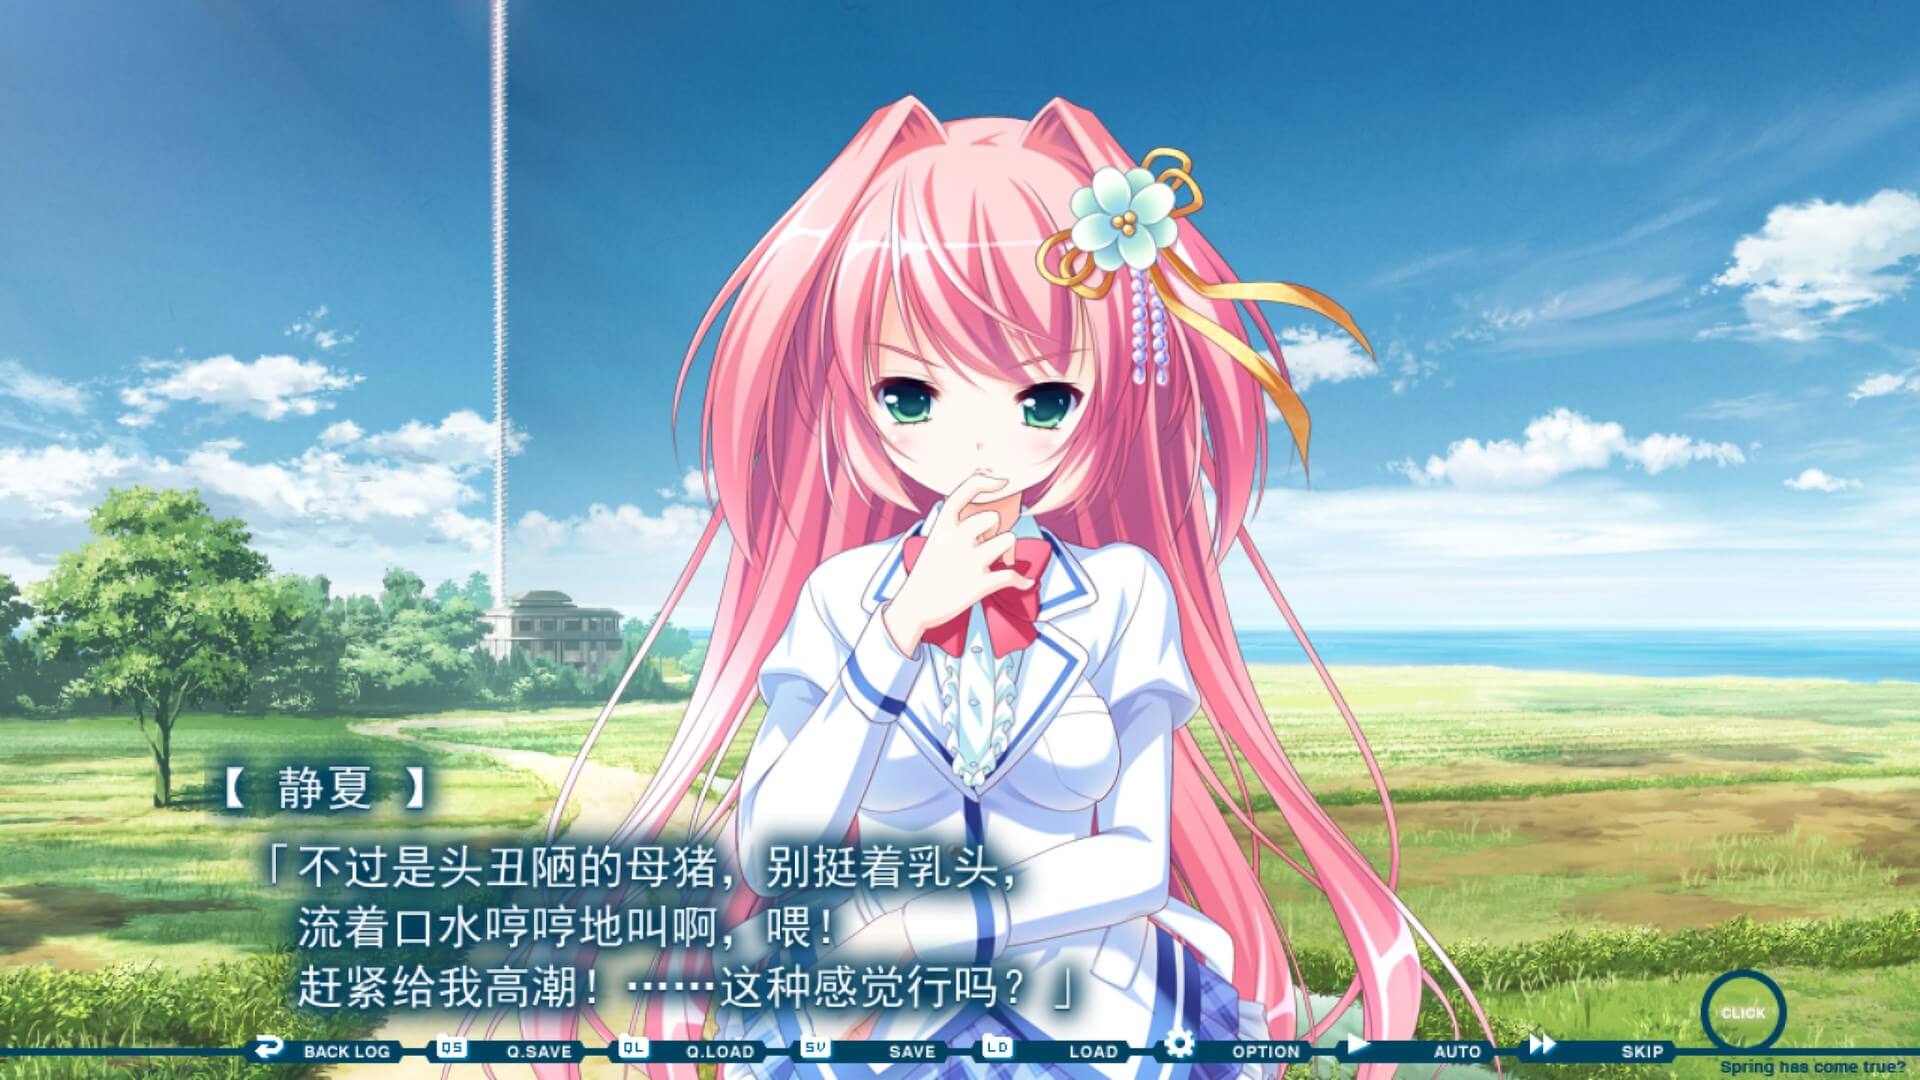 【 静夏 】
「不过是头丑陋的母猪，别挺着乳头，
流着口水哼哼地叫啊，喂！
赶紧给我高潮！……这种感觉行吗？」
CLICK
BACK LOG QS Q.SAVE QL Q.LOAD SV SAVE LD LOAD OPTION AUTO SKIP
Spring has come true?